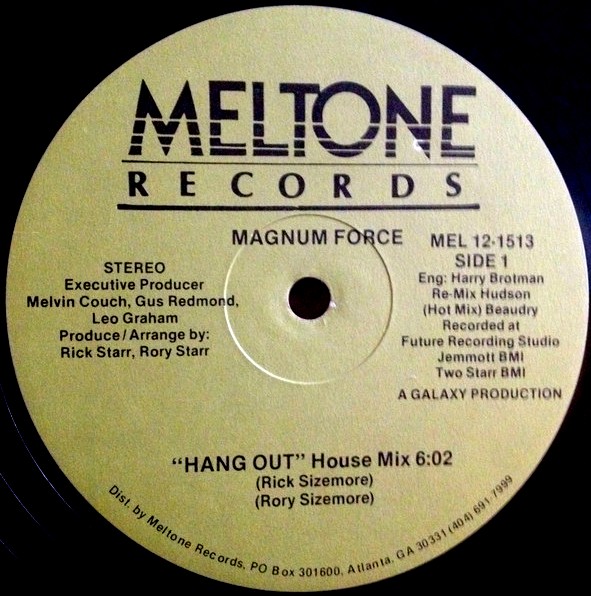 MELTONE
RECORDS
MAGNUM FORCE
STEREO
Executive Producer
Melvin Couch, Gus Redmond,
Leo Graham
Produce/Arrange by:
Rick Starr, Rory Starr
MEL 12-1513
SIDE 1
Eng: Harry Brotman
Re-Mix Hudson
(Hot Mix) Beaudry
Recorded at
Future Recording Studio
Jemmott BMI
Two Starr BMI
A GALAXY PRODUCTION
“HANG OUT” House Mix 6:02
(Rick Sizemore)
(Rory Sizemore)
Dist. by Meltone Records, PO Box 301600, Atlanta, GA 30331 (404) 691-7999